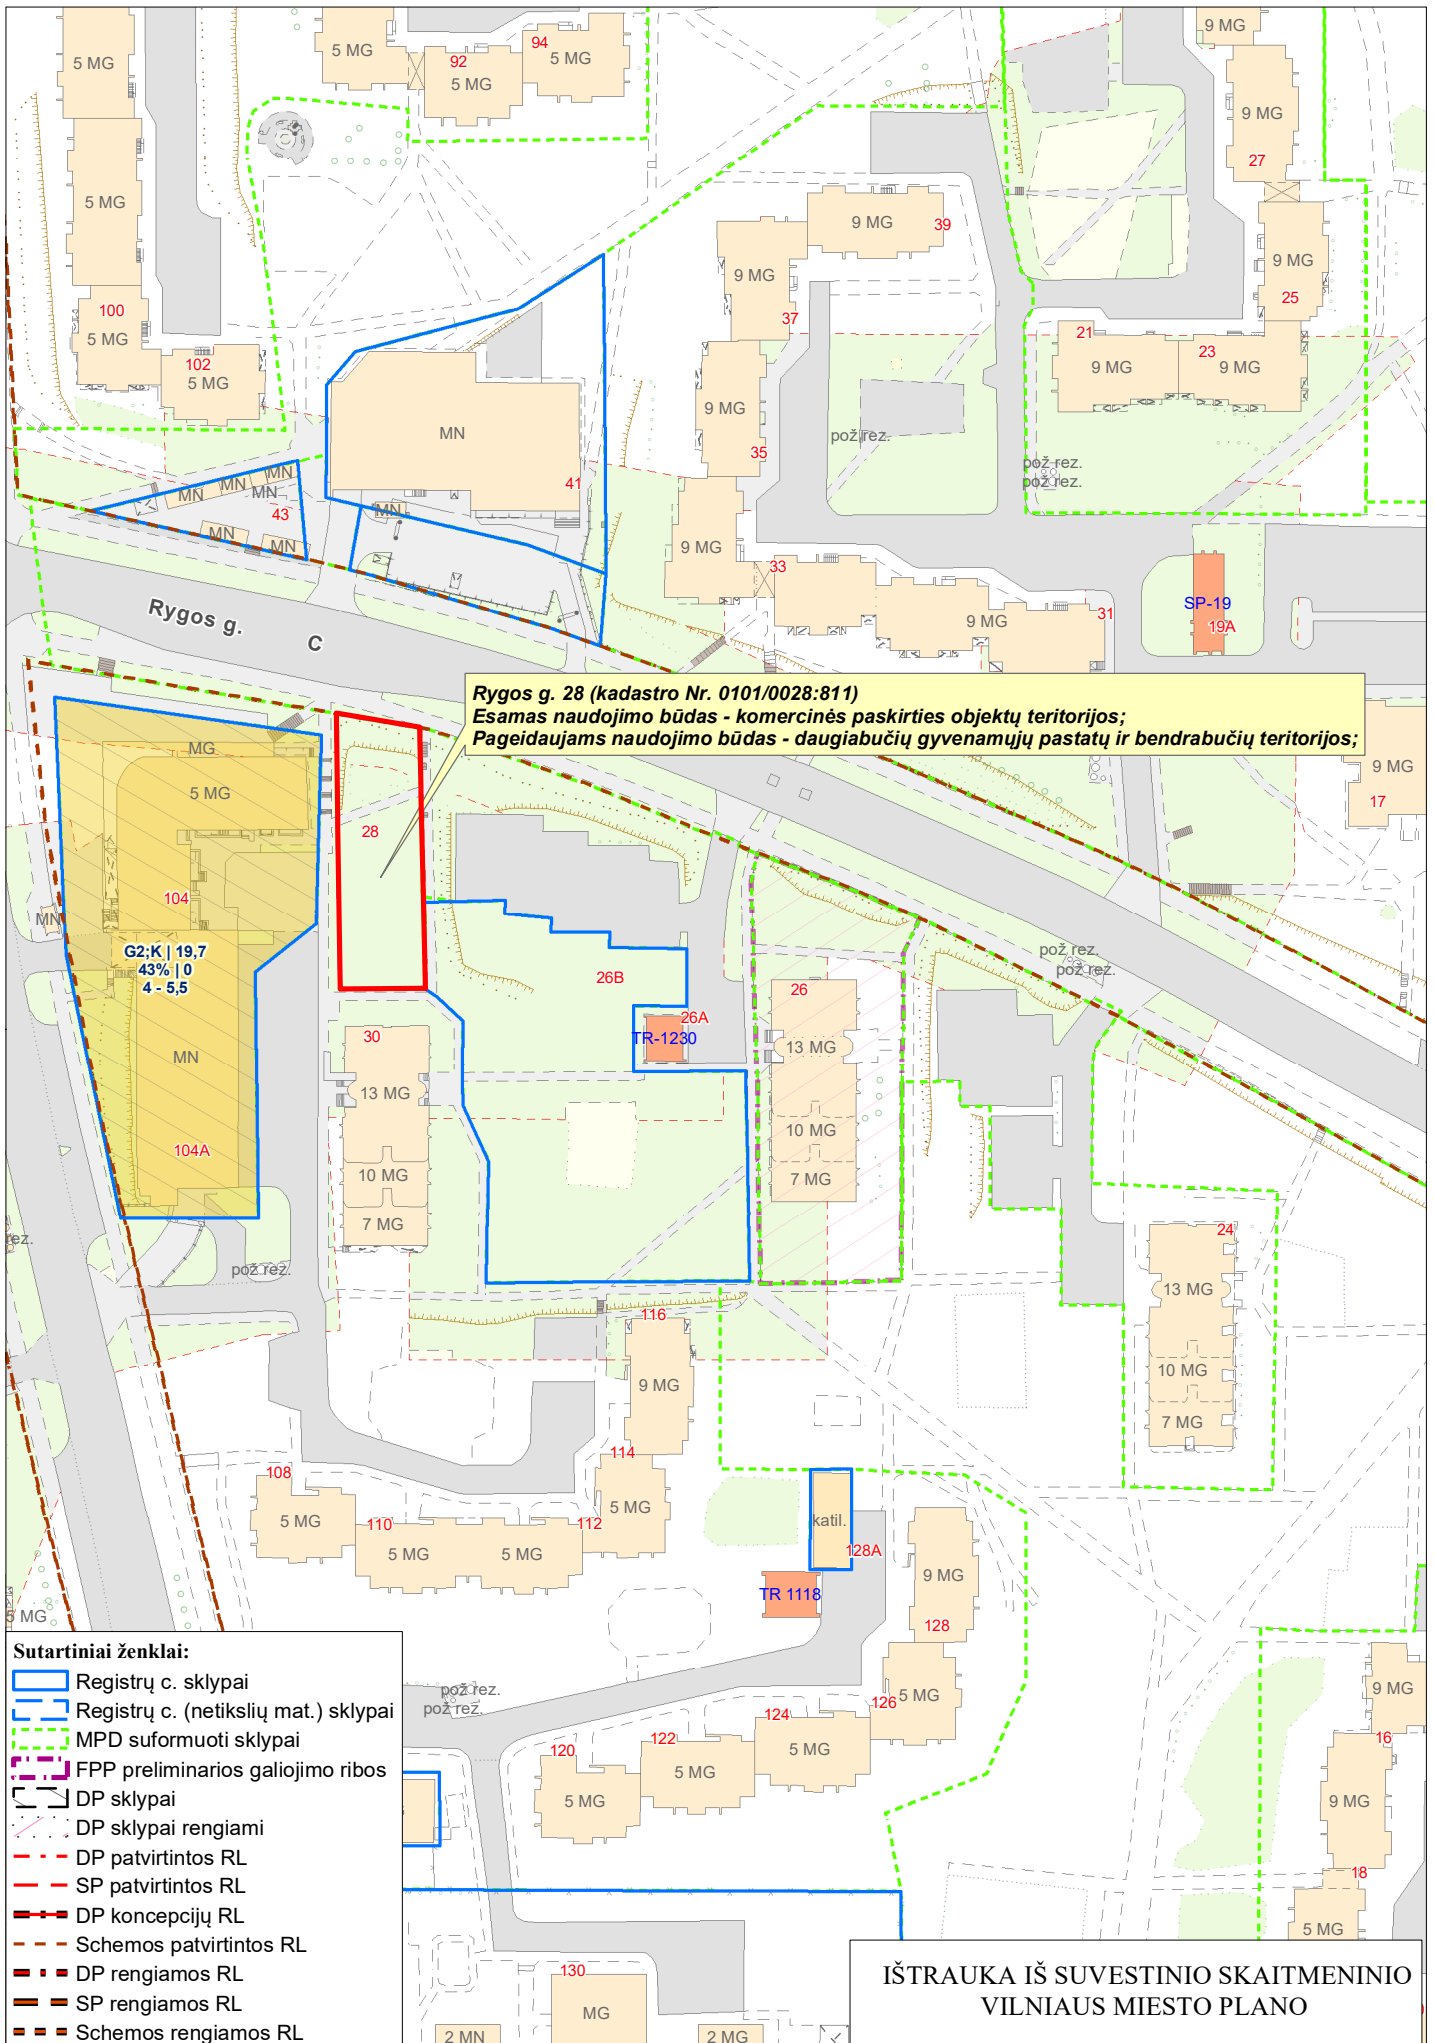 5 MG
5 MG
92
5 MG
94
5 MG
9 MG
9 MG
27
5 MG
9 MG
39
9 MG
37
9 MG
25
100
5 MG
102
5 MG
21
9 MG
23
9 MG
MN
9 MG
35
pož.rez.
pož rez.
pož rez.
41
MN
MN
MN
MN
43
MN
MN
MN
9 MG
33
9 MG
31
SP-19
19A
Rygos g.
C
Rygos g. 28 (kadastro Nr. 0101/0028:811)
Esamas naudojimo būdas - komercinės paskirties objektų teritorijos;
Pageidaujams naudojimo būdas - daugiabučių gyvenamųjų pastatų ir bendrabučių teritorijos;
MG
5 MG
28
9 MG
17
104
MN
G2;K | 19,7
43% | 0
4 - 5,5
pož rez.
pož rez.
26B
26
26A
TR-1230
30
13 MG
MN
13 MG
10 MG
7 MG
104A
10 MG
7 MG
rez.
pož rez.
24
13 MG
10 MG
7 MG
116
9 MG
114
5 MG
108
5 MG
110
5 MG
5 MG
112
katil.
128A
TR 1118
9 MG
128
5 MG
5 MG
126
124
5 MG
122
5 MG
120
5 MG
pož rez.
pož rez.
9 MG
16
9 MG
18
5 MG
Sutartiniai ženklai:
Registrų c. sklypai
Registrų c. (netikslių mat.) sklypai
MPD suformuoti sklypai
FPP preliminarios galiojimo ribos
DP sklypai
DP sklypai rengiami
DP patvirtintos RL
SP patvirtintos RL
DP koncepcijų RL
Schemos patvirtintos RL
DP rengiamos RL
SP rengiamos RL
Schemos rengiamos RL
130
MG
2 MN
2 MG
IŠTRAUKA IŠ SUVESTINIO SKAITMENINIO
VILNIAUS MIESTO PLANO